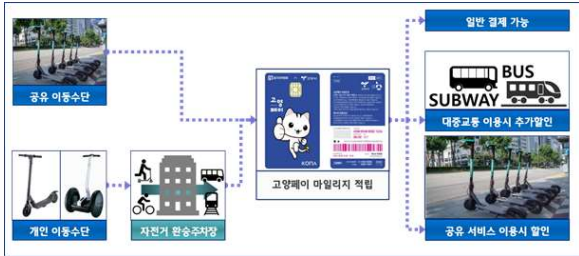 일반 결제 가능
공유 이동수단
BUS
SUBWAY
대중교통 이용시 추가할인
고양
KONA
고양페이 마일리지 적립
개인 이동수단
자전거 환승주차장
공유 서비스 이용시 할인